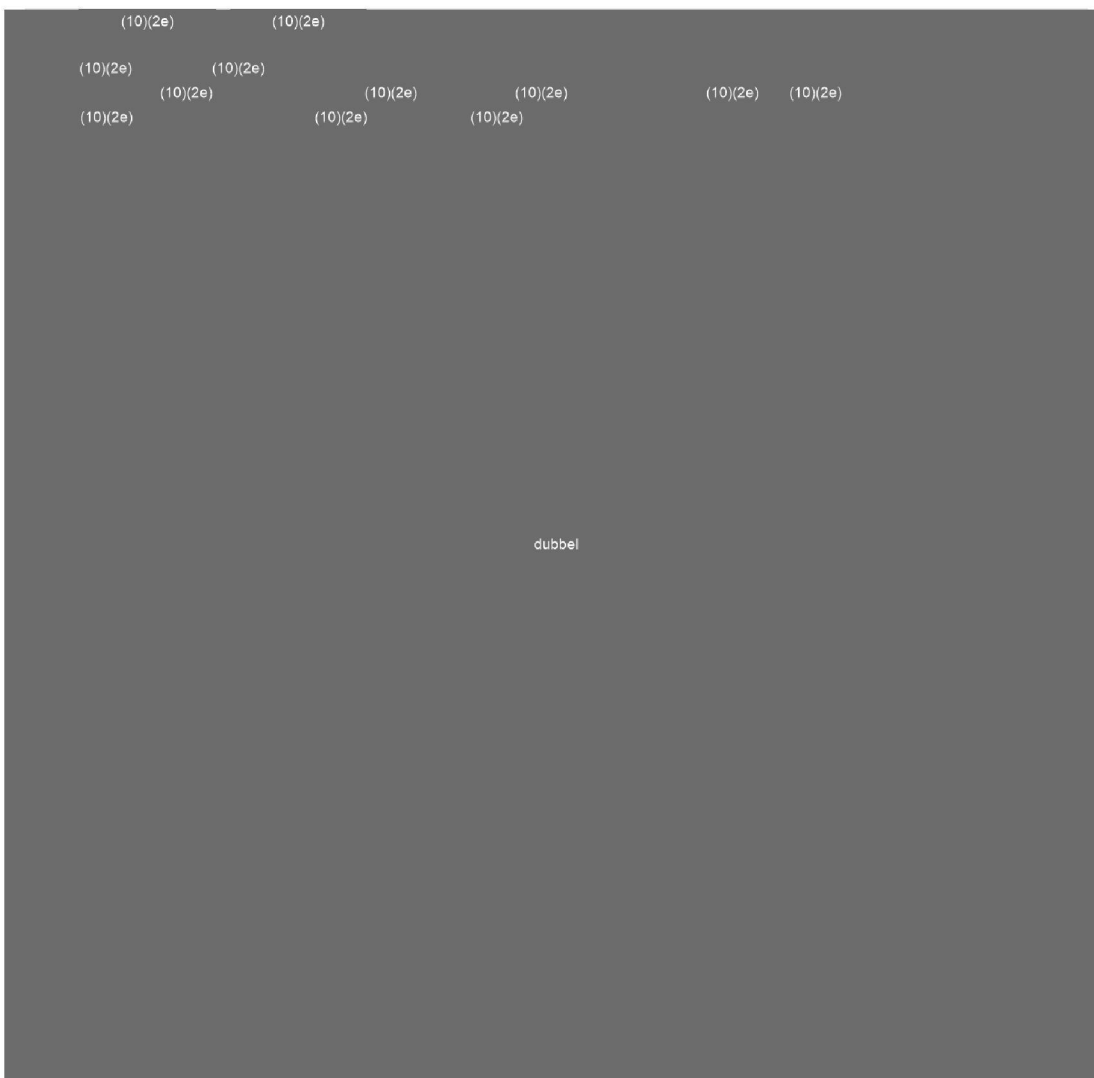 (10)(2e) (10)(2e)
(10)(2e) (10)(2e)
(10)(2e) (10)(2e) (10)(2e) (10)(2e) (10)(2e)
(10)(2e) (10)(2e) (10)(2e)
dubbel